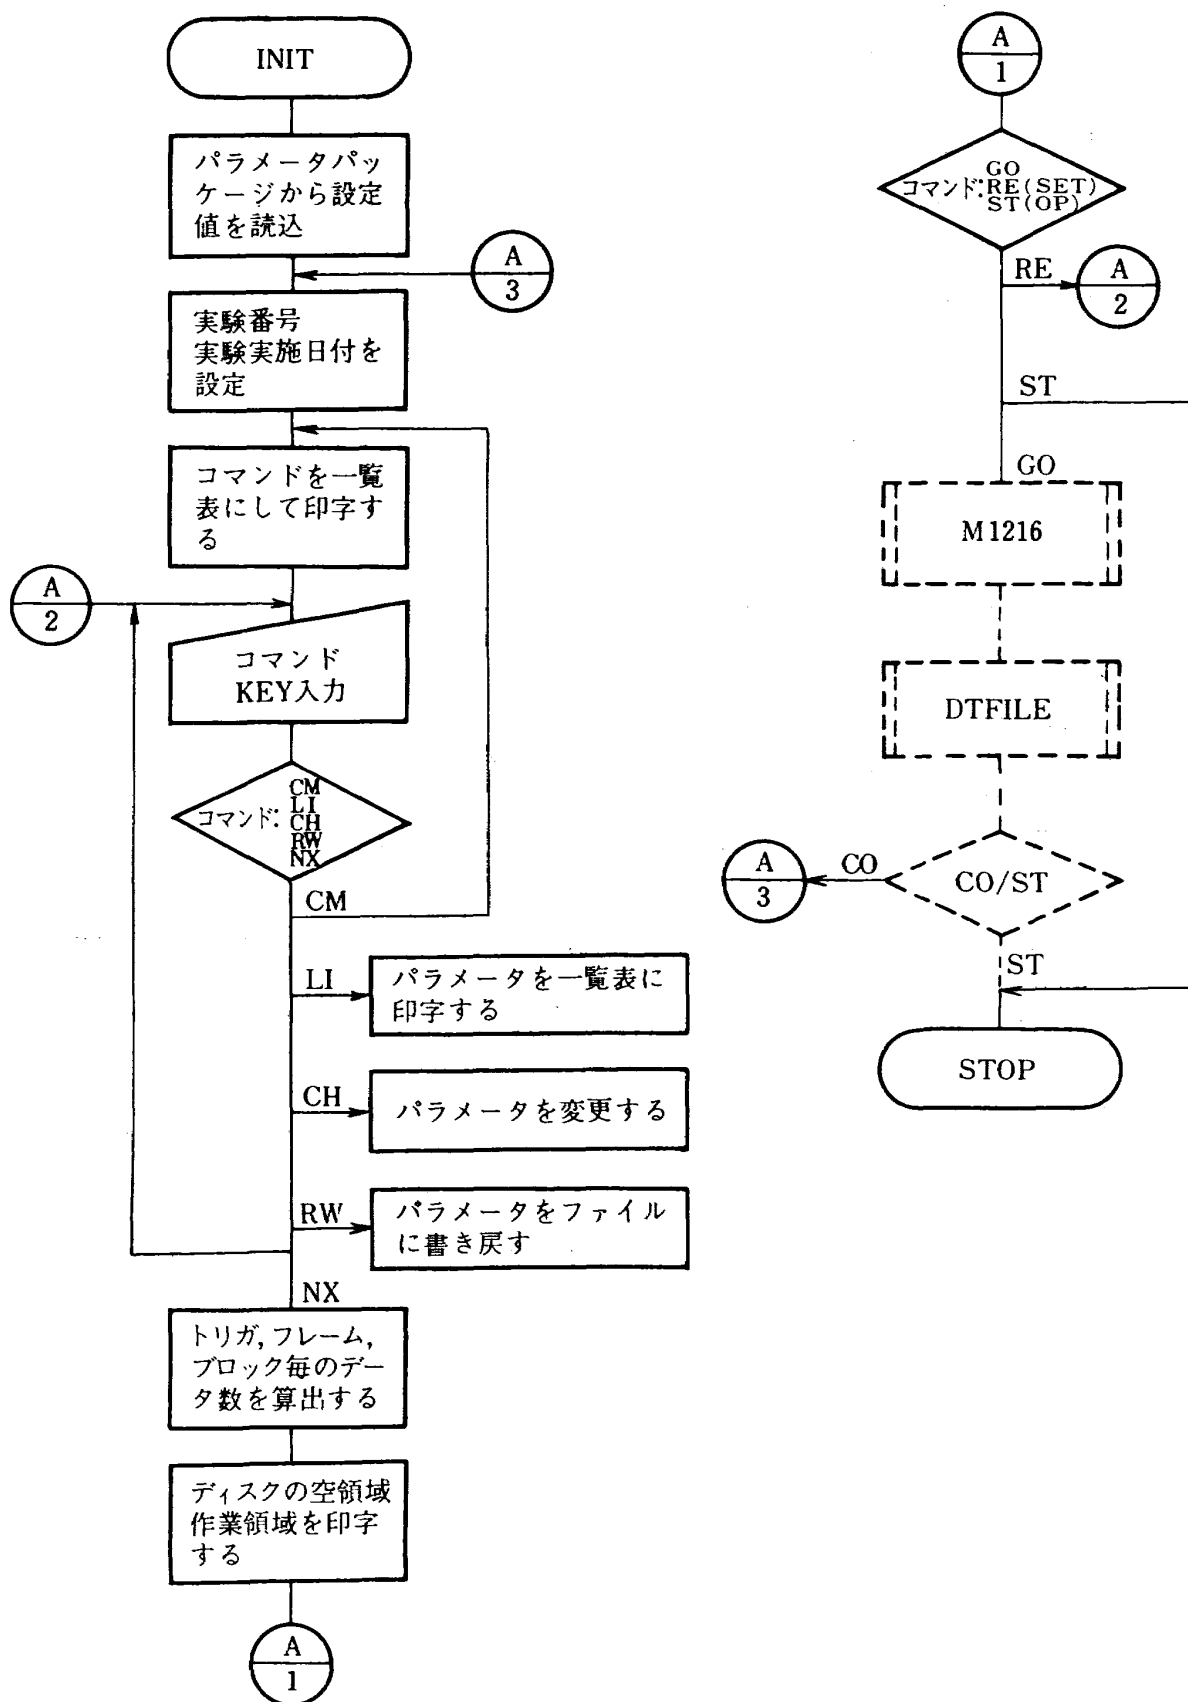 INIT
パラメータパッ
ケージから設定
値を読込
A
3
実験番号
実験実施日付を
設定
コマンドを一覧
表にして印字す
る
A
2
コマンド
KEY入力
コマンド:
CM
LI
CH
RW
NX
CM
LI
パラメータを一覧表に
印字する
CH
パラメータを変更する
RW
パラメータをファイル
に書き戻す
NX
トリガ,フレーム,
ブロック毎のデー
タ数を算出する
ディスクの空領域
作業領域を印字
する
A
1
A
1
コマンド:
GO
RE(SET)
ST(OP)
RE
A
2
ST
GO
M1216
DTFILE
CO/ST
CO
A
3
ST
STOP